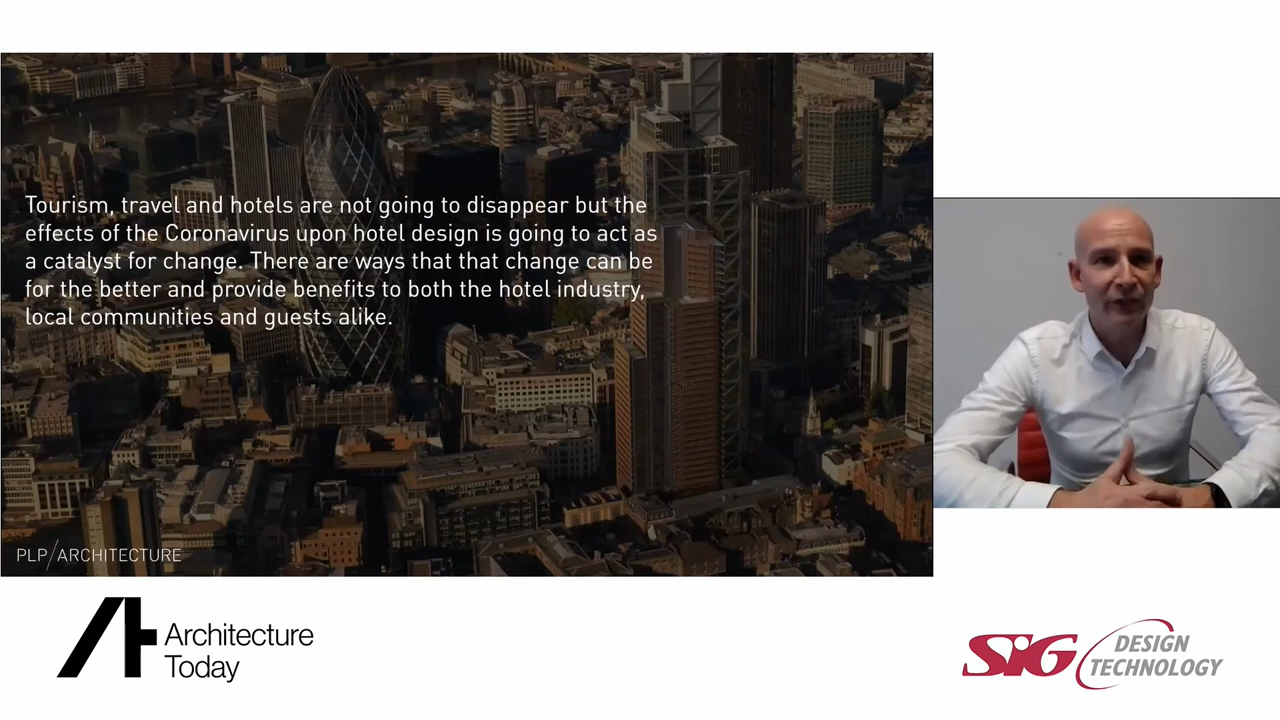 Tourism, travel and hotels are not going to disappear but the
effects of the Coronavirus upon hotel design is going to act as
a catalyst for change. There are ways that that change can be
for the better and provide benefits to both the hotel industry,
local communities and guests alike.
PLP/ARCHITECTURE
Architecture
Today
SIG DESIGN
TECHNOLOGY